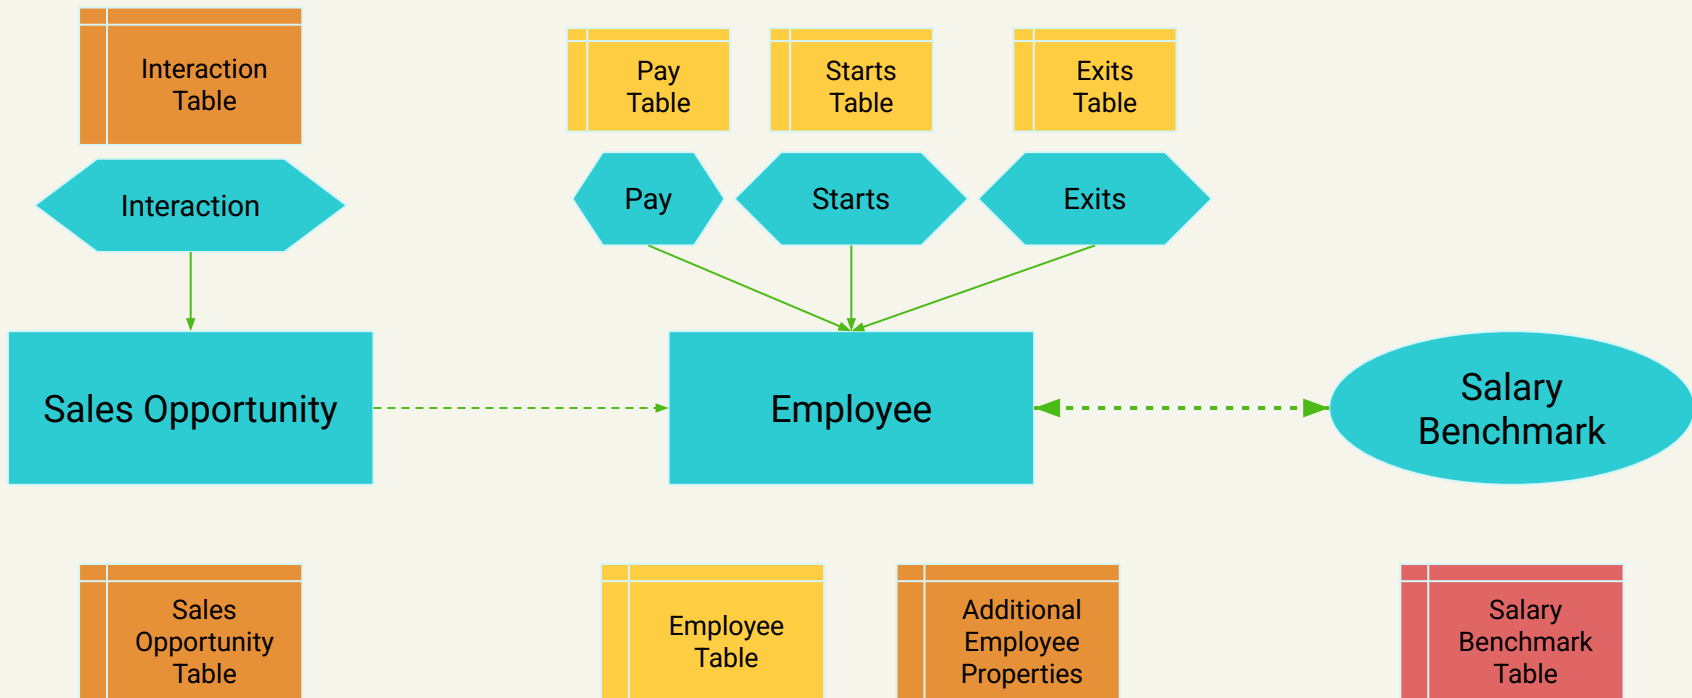 Interaction
Table
Pay
Table
Starts
Table
Exits
Table
Interaction
Pay
Starts
Exits
Sales Opportunity
Employee
Salary
Benchmark
Sales
Opportunity
Table
Employee
Table
Additional
Employee
Properties
Salary
Benchmark
Table